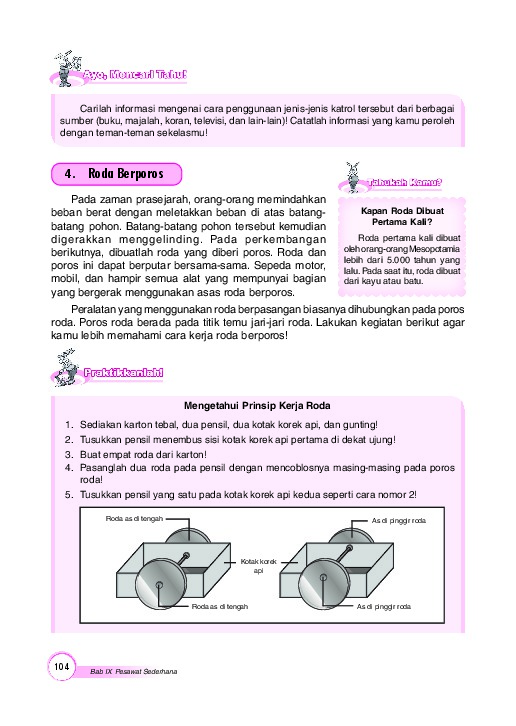 Ayo, Mencari Tahu!
Carilah informasi mengenai cara penggunaan jenis-jenis katrol tersebut dari berbagai
sumber (buku, majalah, koran, televisi, dan lain-lain)! Catatlah informasi yang kamu peroleh
dengan teman-teman sekelasmu!
4. Roda Berporos
Pada zaman prasejarah, orang-orang memindahkan
beban berat dengan meletakkan beban di atas batang-
batang pohon. Batang-batang pohon tersebut kemudian
digerakkan menggelinding. Pada perkembangan
berikutnya, dibuatlah roda yang diberi poros. Roda dan
poros ini dapat berputar bersama-sama. Sepeda motor,
mobil, dan hampir semua alat yang mempunyai bagian
yang bergerak menggunakan asas roda berporos.
Tahukah Kamu?
Kapan Roda Dibuat
Pertama Kali?
Roda pertama kali dibuat
oleh orang-orang Mesopotamia
lebih dari 5.000 tahun yang
lalu. Pada saat itu, roda dibuat
dari kayu atau batu.
Peralatan yang menggunakan roda berpasangan biasanya dihubungkan pada poros
roda. Poros roda berada pada titik temu jari-jari roda. Lakukan kegiatan berikut agar
kamu lebih memahami cara kerja roda berporos!
Praktikkanlah!
Mengetahui Prinsip Kerja Roda
1. Sediakan karton tebal, dua pensil, dua kotak korek api, dan gunting!
2. Tusukkan pensil menembus sisi kotak korek api pertama di dekat ujung!
3. Buat empat roda dari karton!
4. Pasanglah dua roda pada pensil dengan mencoblosnya masing-masing pada poros
roda!
5. Tusukkan pensil yang satu pada kotak korek api kedua seperti cara nomor 2!
Roda as di tengah
As di pinggir roda
Kotak korek
api
Roda as di tengah
As di pinggir roda
104
Bab IX Pesawat Sederhana